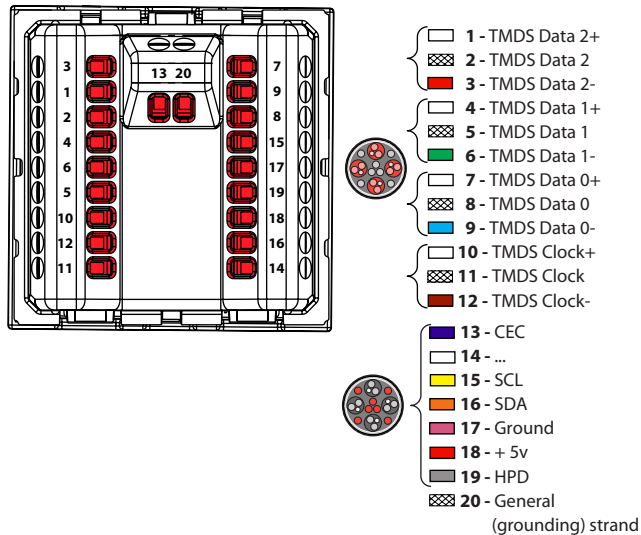 13 20
3 7
1 9
2 8
4 15
6 17
5 19
10 18
12 16
11 14
1 - TMDS Data 2+
2 - TMDS Data 2
3 - TMDS Data 2-
4 - TMDS Data 1+
5 - TMDS Data 1
6 - TMDS Data 1-
7 - TMDS Data 0+
8 - TMDS Data 0
9 - TMDS Data 0-
10 - TMDS Clock+
11 - TMDS Clock
12 - TMDS Clock-
13 - CEC
14 - ...
15 - SCL
16 - SDA
17 - Ground
18 - + 5v
19 - HPD
20 - General
(grounding) strand